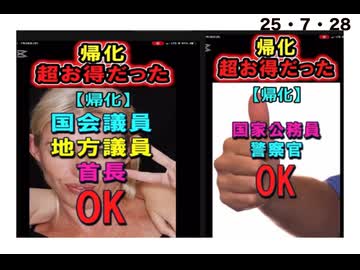 25・7・28
帰化
超お得だった
【帰化】
国会議員
地方議員
首長
OK
帰化
超お得だった
【帰化】
国家公務員
警察官
OK